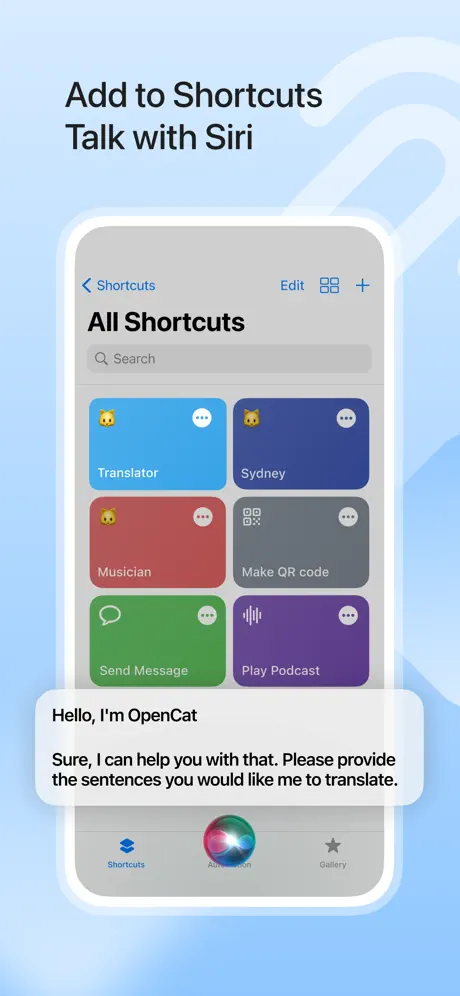 Add to Shortcuts
Talk with Siri
Shortcuts
Edit
All Shortcuts
Search
Translator
Sydney
Musician
Make QR code
Send Message
Play Podcast
Hello, I'm OpenCat
Sure, I can help you with that. Please provide
the sentences you would like me to translate.
Shortcuts
Gallery